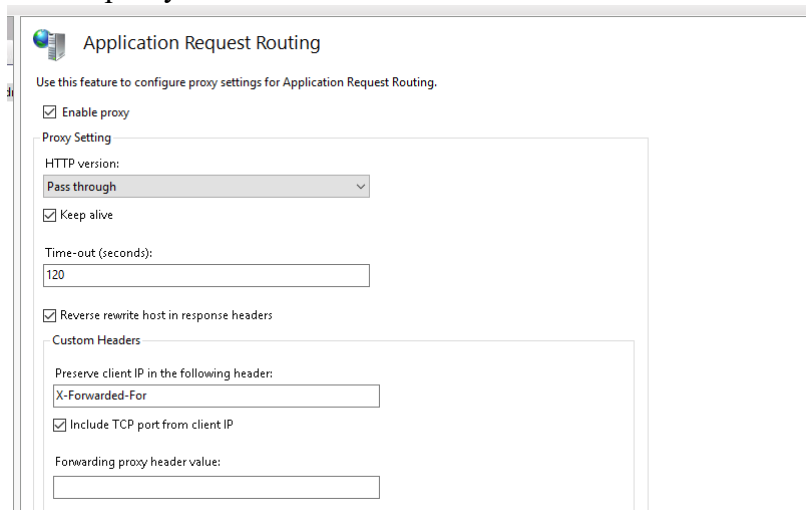 Application Request Routing
Use this feature to configure proxy settings for Application Request Routing.
Enable proxy
Proxy Setting
HTTP version:
Pass through
Keep alive
Time-out (seconds):
120
Reverse rewrite host in response headers
Custom Headers
Preserve client IP in the following header:
X-Forwarded-For
Include TCP port from client IP
Forwarding proxy header value: